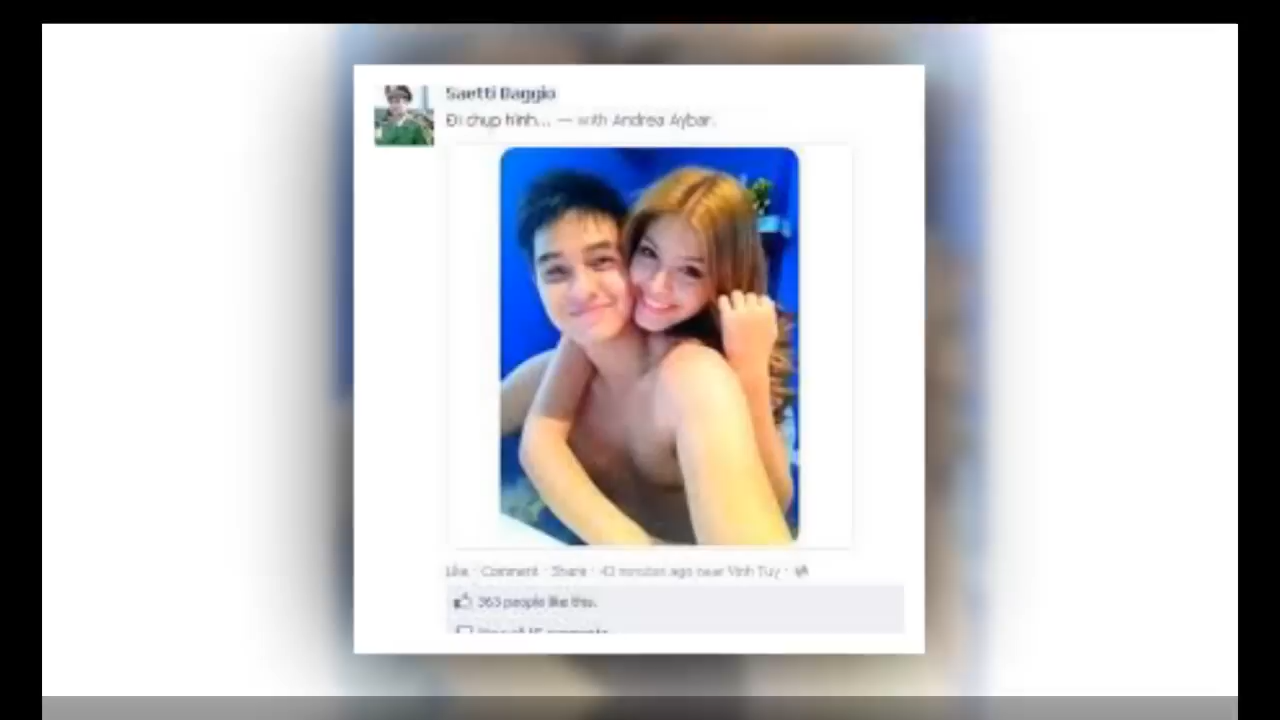 Saetti Baggio
Đi chụp hình... — with Andrea Aybar.
Like · Comment · Share · 43 minutes ago near Vĩnh Tuy ·
363 people like this.